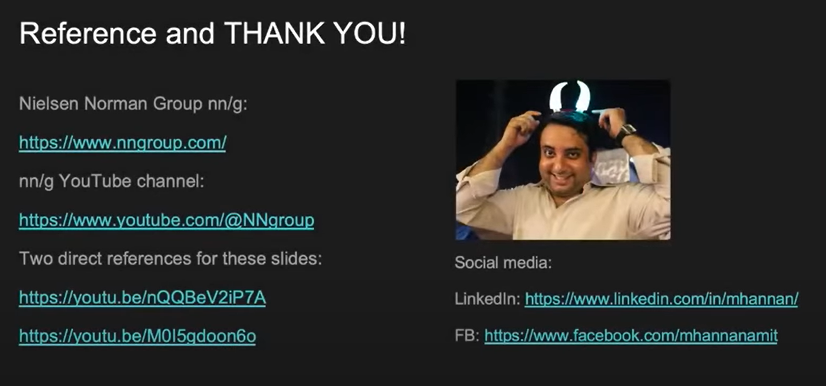 Reference and THANK YOU!
Nielsen Norman Group nn/g:
https://www.nngroup.com/
nn/g YouTube channel:
https://www.youtube.com/@NNgroup
Two direct references for these slides:
https://youtu.be/nQQBeV2iP7A
https://youtu.be/M0I5gdoon6o
Social media:
LinkedIn: https://www.linkedin.com/in/mhannan/
FB: https://www.facebook.com/mhannanamit